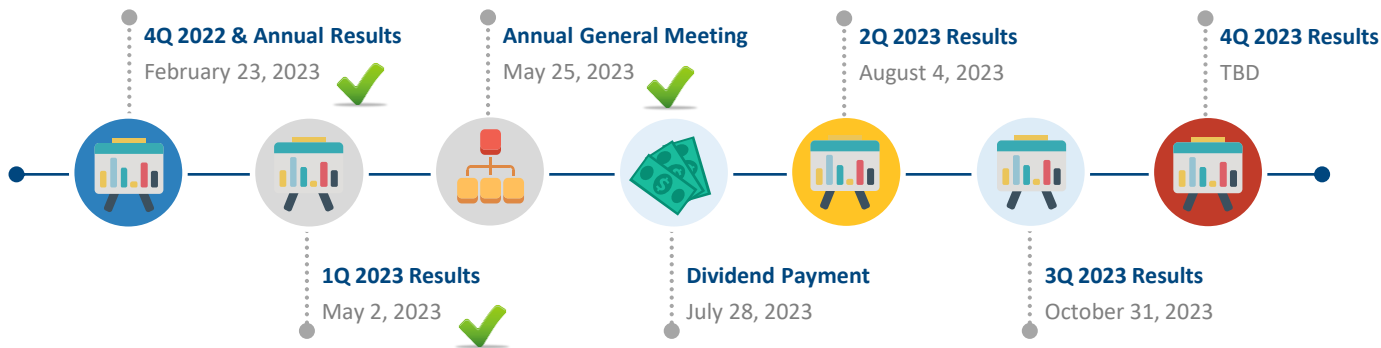 4Q 2022 & Annual Results
February 23, 2023
1Q 2023 Results
May 2, 2023
Annual General Meeting
May 25, 2023
Dividend Payment
July 28, 2023
2Q 2023 Results
August 4, 2023
3Q 2023 Results
October 31, 2023
4Q 2023 Results
TBD